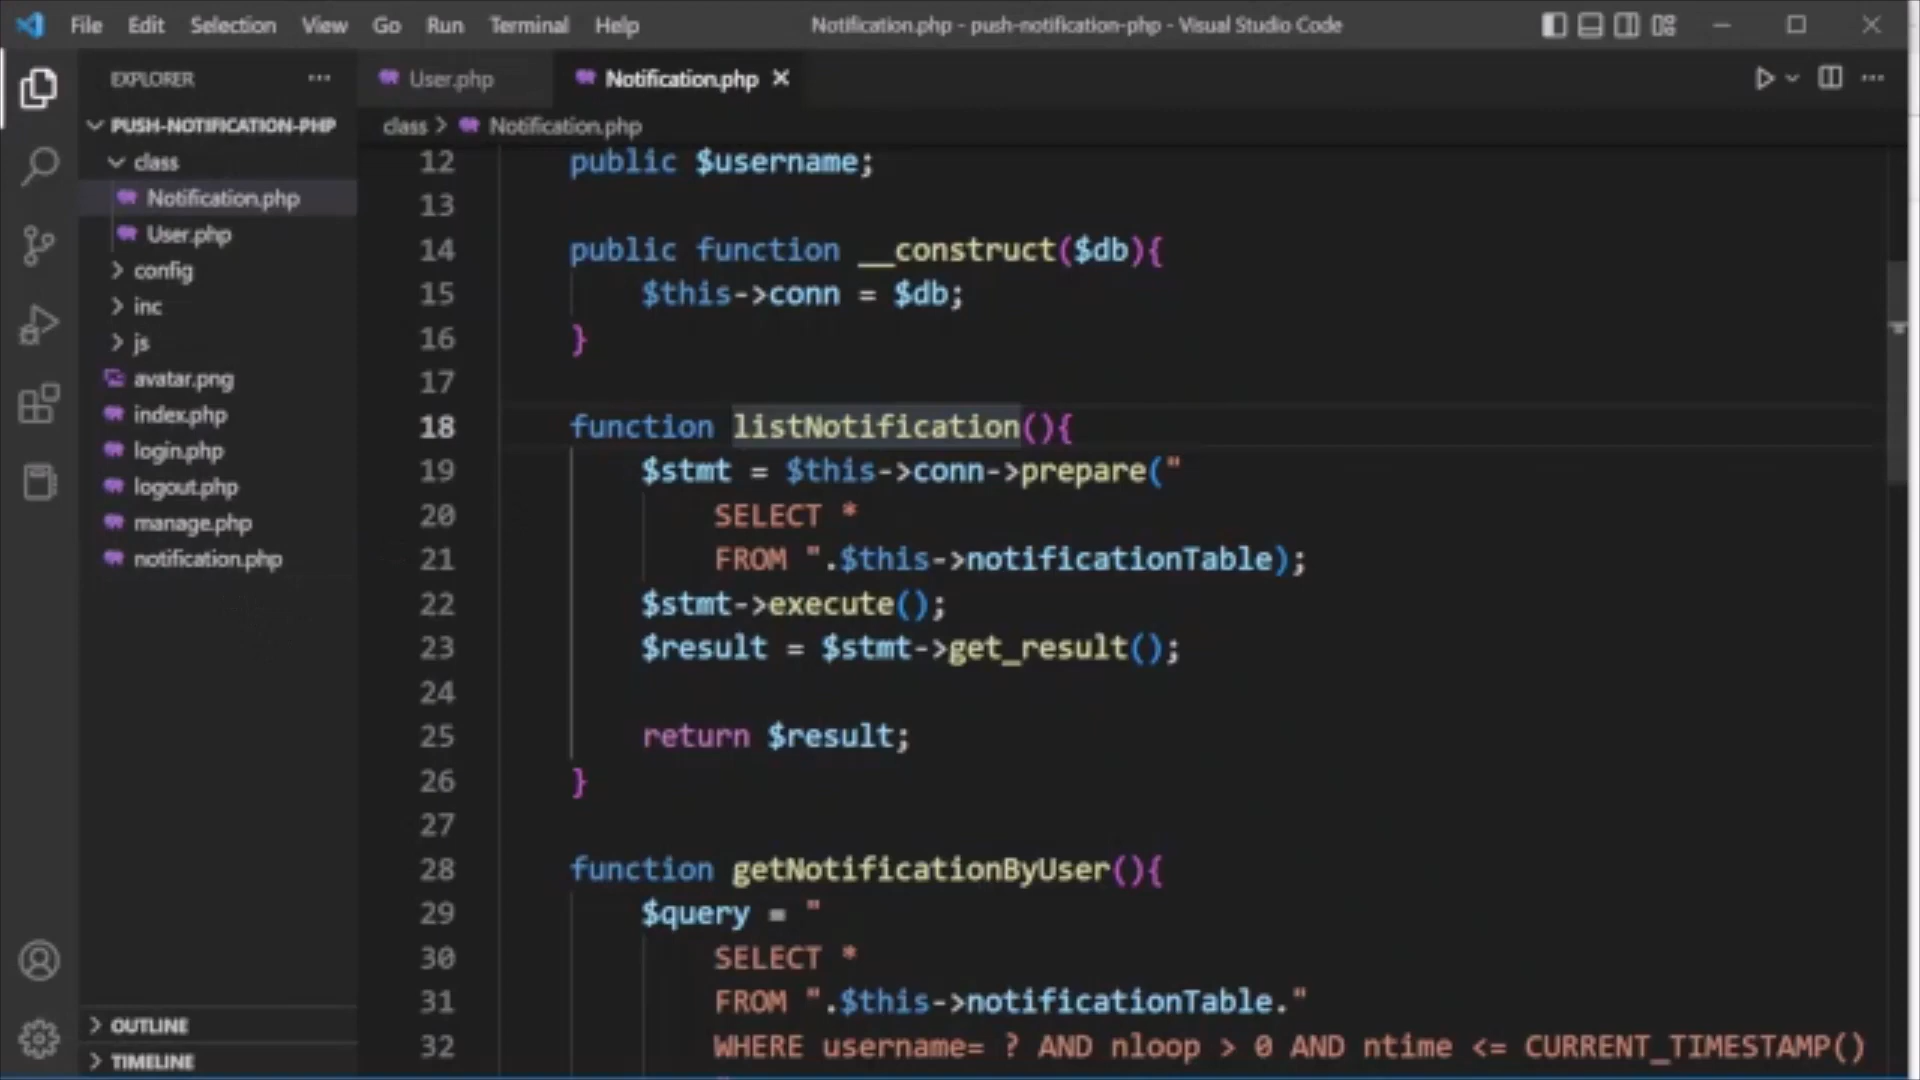 File Edit Selection View Go Run Terminal Help
Notification.php - push-notification-php - Visual Studio Code
EXPLORER
PUSH-NOTIFICATION-PHP
class
Notification.php
User.php
config
inc
js
avatar.png
index.php
login.php
logout.php
manage.php
notification.php
OUTLINE
TIMELINE
User.php Notification.php
class > Notification.php
12 public $username;
13
14 public function __construct($db){
15 $this->conn = $db;
16 }
17
18 function listNotification(){
19 $stmt = $this->conn->prepare("
20 SELECT *
21 FROM ".$this->notificationTable);
22 $stmt->execute();
23 $result = $stmt->get_result();
24
25 return $result;
26 }
27
28 function getNotificationByUser(){
29 $query = "
30 SELECT *
31 FROM ".$this->notificationTable."
32 WHERE username= ? AND nloop > 0 AND ntime <= CURRENT_TIMESTAMP()